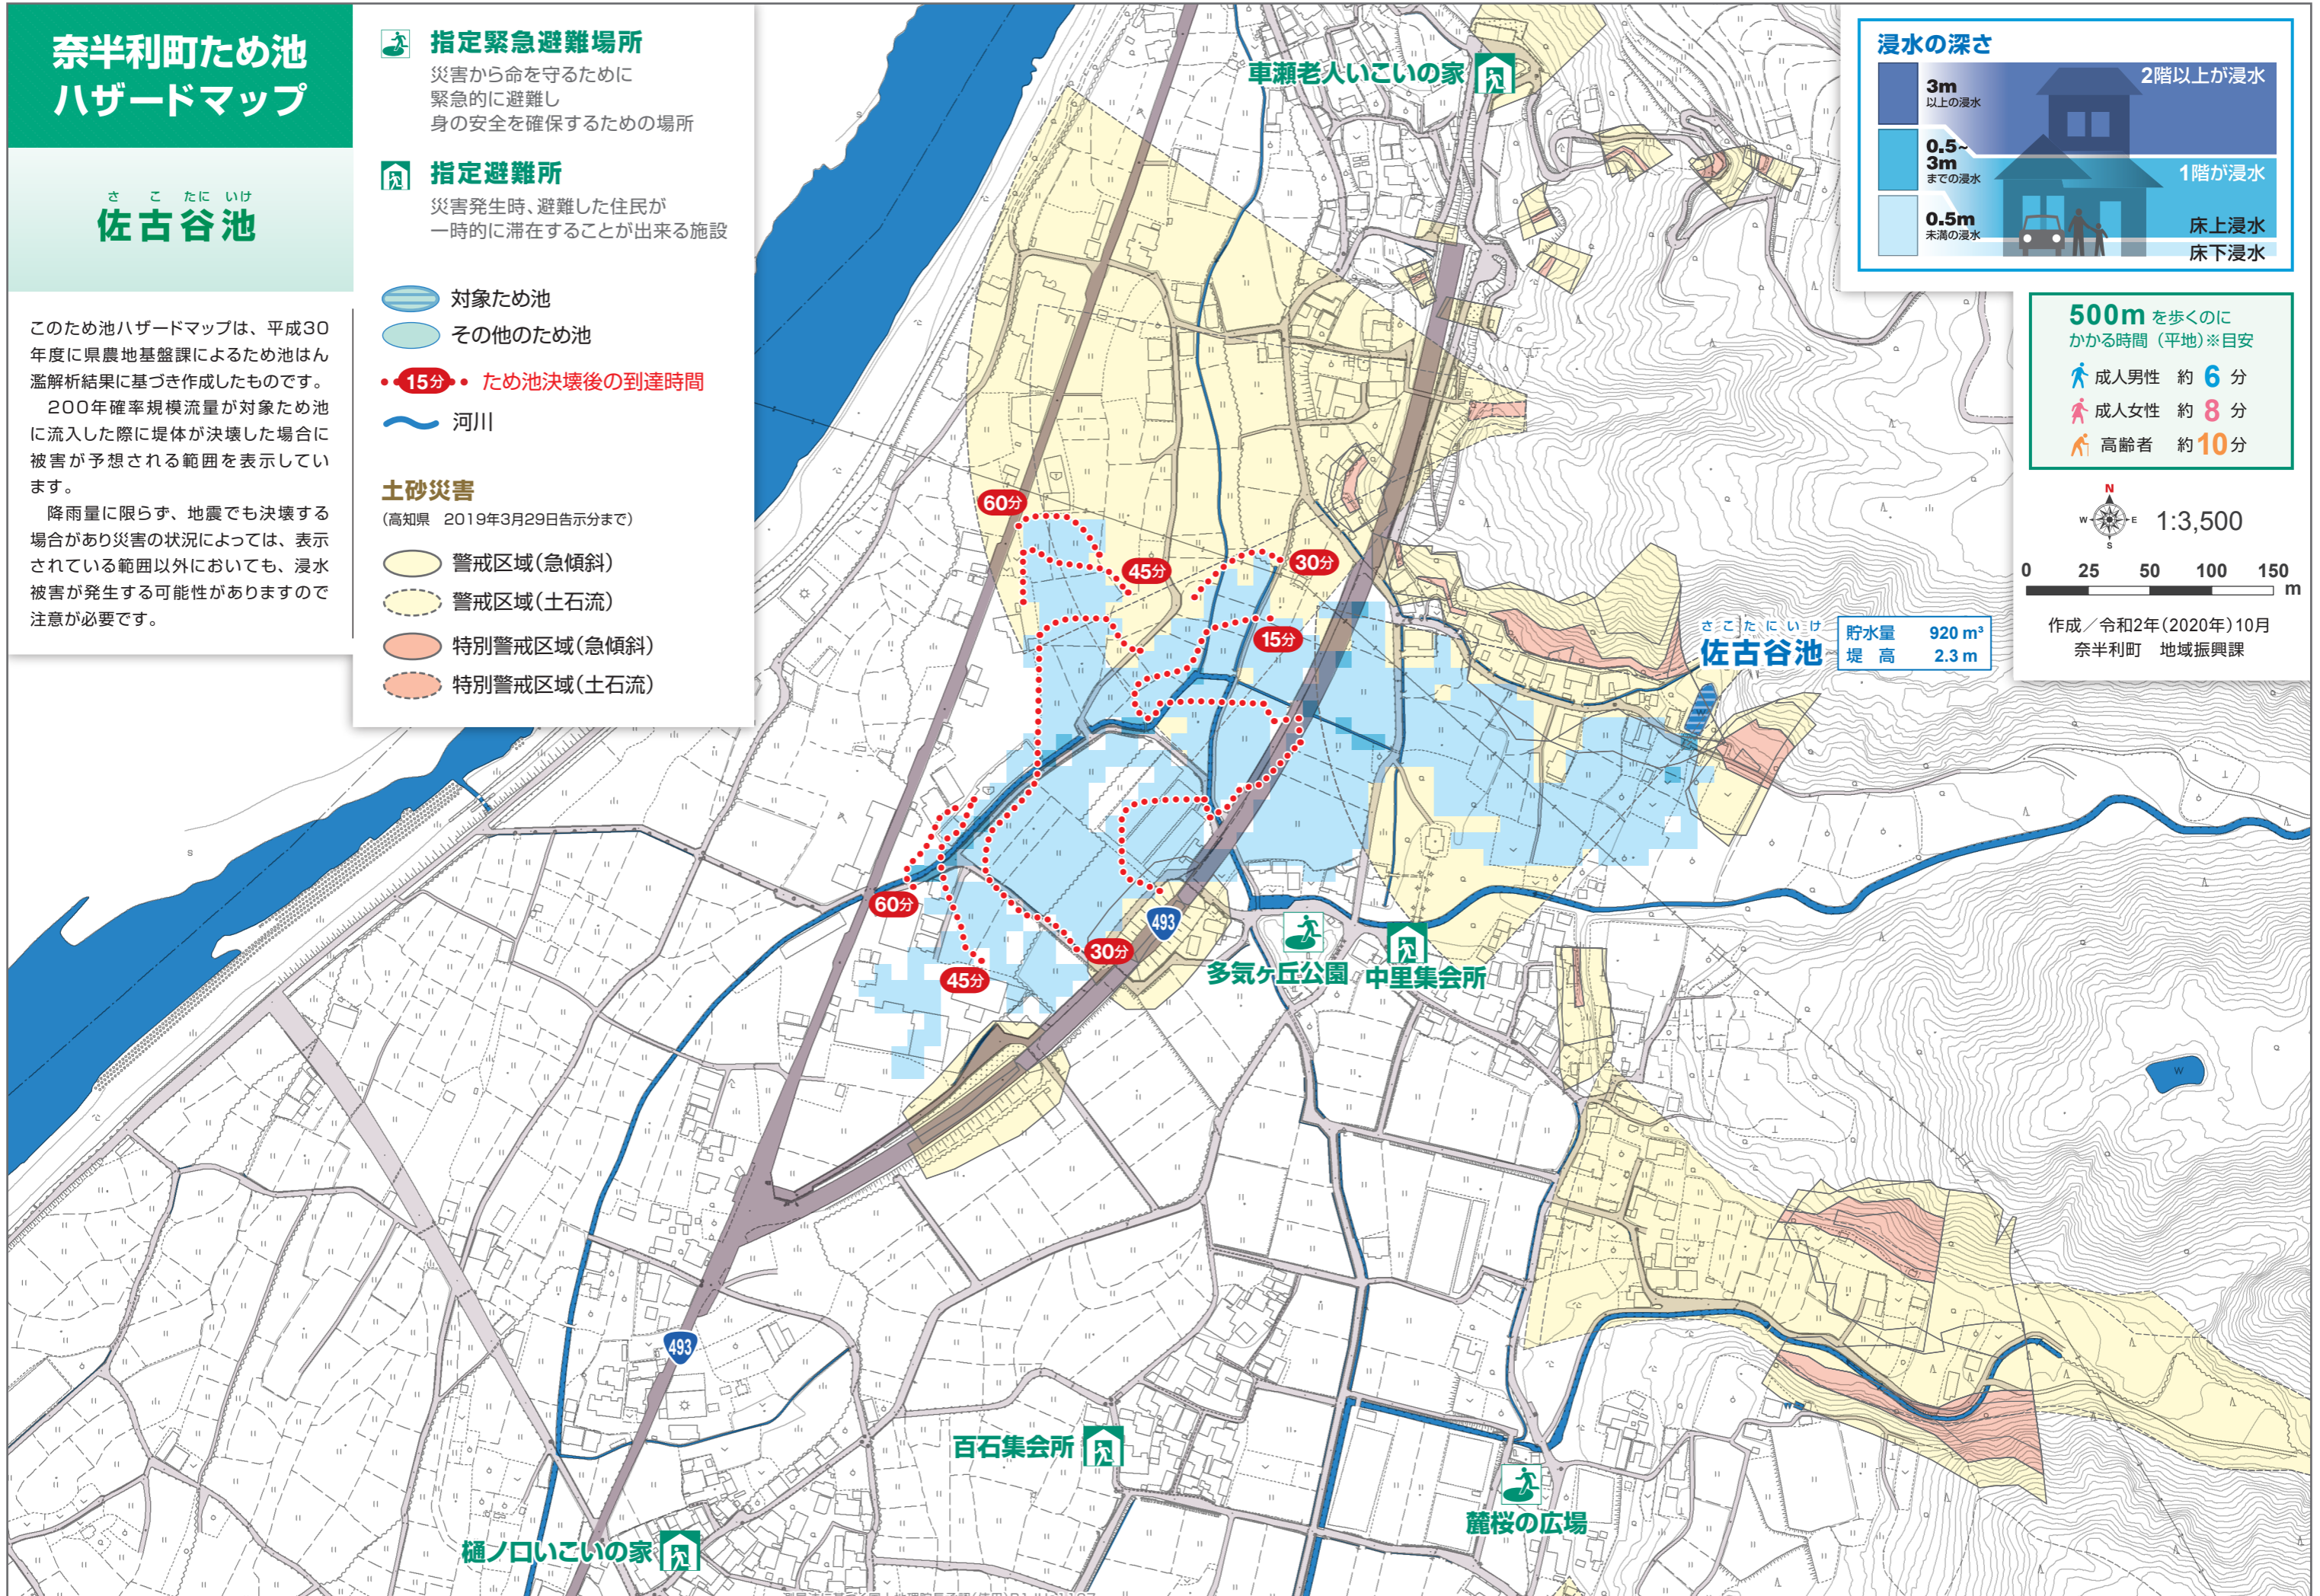 奈半利町ため池
ハザードマップ
さ こ たに いけ
佐古谷池
このため池ハザードマップは、平成30
年度に県農地基盤課によるため池はん
濫解析結果に基づき作成したものです。
200年確率規模流量が対象ため池
に流入した際に堤体が決壊した場合に
被害が予想される範囲を表示してい
ます。
降雨量に限らず、地震でも決壊する
場合があり災害の状況によっては、表示
されている範囲以外においても、浸水
被害が発生する可能性がありますので
注意が必要です。
指定緊急避難場所
災害から命を守るために
緊急的に避難し
身の安全を確保するための場所
指定避難所
災害発生時、避難した住民が
一時的に滞在することが出来る施設
対象ため池
その他のため池
15分 ため池決壊後の到達時間
河川
土砂災害
(高知県 2019年3月29日告示分まで)
警戒区域(急傾斜)
警戒区域(土石流)
特別警戒区域(急傾斜)
特別警戒区域(土石流)
浸水の深さ
3m
以上の浸水
2階以上が浸水
0.5~
3m
までの浸水
1階が浸水
0.5m
未満の浸水
床上浸水
床下浸水
500m を歩くのに
かかる時間(平地)※目安
成人男性 約 6 分
成人女性 約 8 分
高齢者 約 10 分
N
W E
S
1:3,500
0 25 50 100 150
m
作成/令和2年(2020年)10月
奈半利町 地域振興課
車瀬老人いこいの家
60分
45分
30分
15分
さこたにいけ
佐古谷池
貯水量 920 m³
堤 高 2.3 m
W
60分
493
30分
45分
多気ヶ丘公園
中里集会所
W
493
百石集会所
麓桜の広場
樋ノ口いこいの家